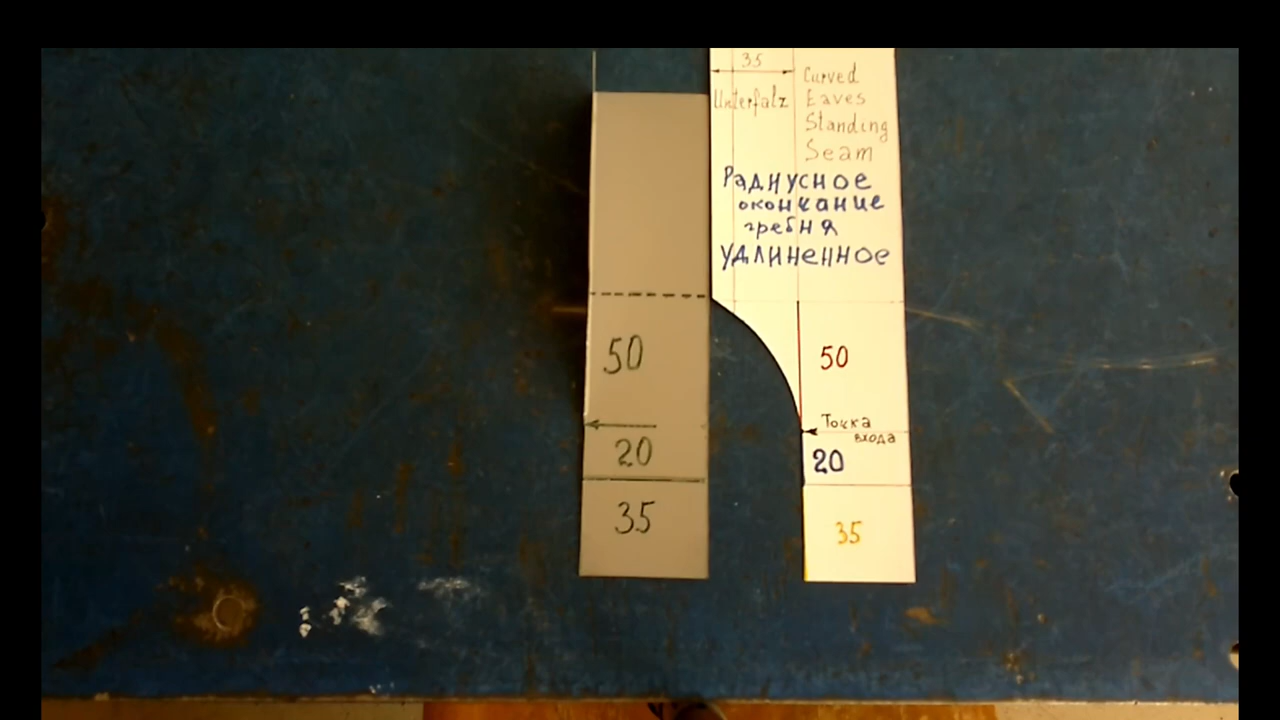 50
20
35
35
Unterfalz
Curved
Eaves
Standing
Seam
Радиусное
окончание
гребня
удлиненное
50
Точка
входа
20
35